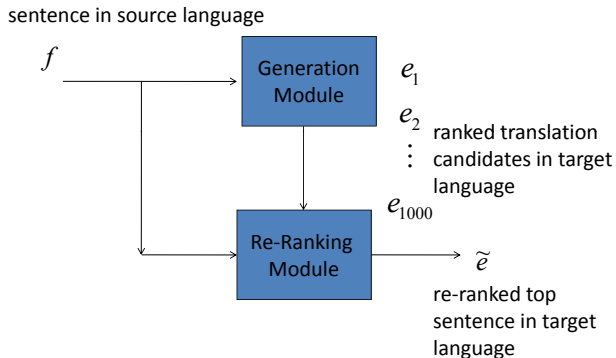 sentence in source language
f
Generation
Module
e1
e2
⋮
ranked translation
candidates in target
language
e1000
Re-Ranking
Module
ẽ
re-ranked top
sentence in target
language